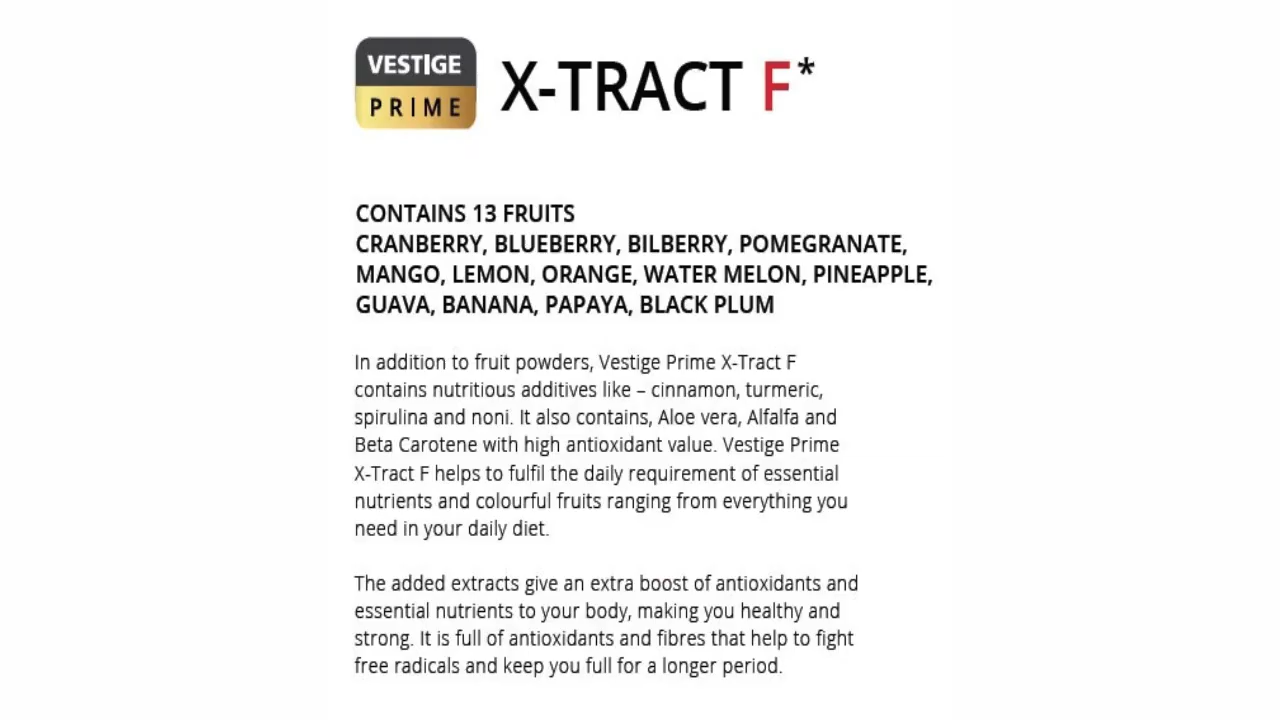 VESTIGE
PRIME
X-TRACT F*
CONTAINS 13 FRUITS
CRANBERRY, BLUEBERRY, BILBERRY, POMEGRANATE,
MANGO, LEMON, ORANGE, WATER MELON, PINEAPPLE,
GUAVA, BANANA, PAPAYA, BLACK PLUM
In addition to fruit powders, Vestige Prime X-Tract F
contains nutritious additives like – cinnamon, turmeric,
spirulina and noni. It also contains, Aloe vera, Alfalfa and
Beta Carotene with high antioxidant value. Vestige Prime
X-Tract F helps to fulfil the daily requirement of essential
nutrients and colourful fruits ranging from everything you
need in your daily diet.
The added extracts give an extra boost of antioxidants and
essential nutrients to your body, making you healthy and
strong. It is full of antioxidants and fibres that help to fight
free radicals and keep you full for a longer period.